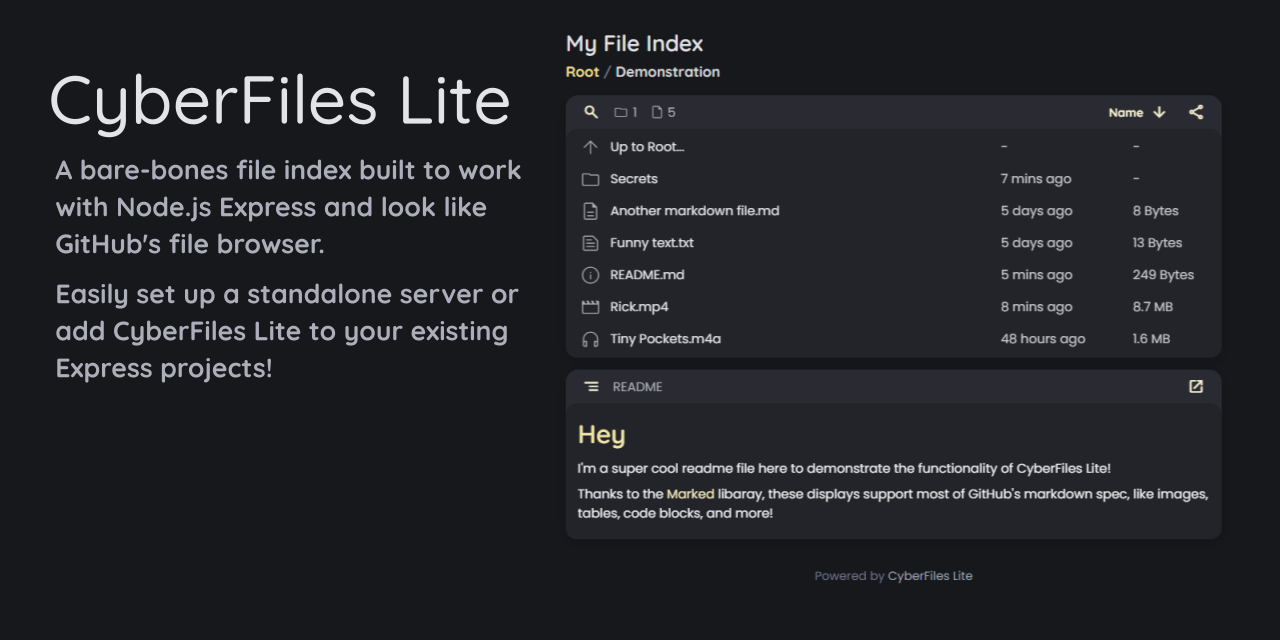 CyberFiles Lite
A bare-bones file index built to work
with Node.js Express and look like
GitHub's file browser.
Easily set up a standalone server or
add CyberFiles Lite to your existing
Express projects!
My File Index
Root / Demonstration
1 5 Name
Up to Root... - -
Secrets 7 mins ago -
Another markdown file.md 5 days ago 8 Bytes
Funny text.txt 5 days ago 13 Bytes
README.md 5 mins ago 249 Bytes
Rick.mp4 8 mins ago 8.7 MB
Tiny Pockets.m4a 48 hours ago 1.6 MB
README
Hey
I'm a super cool readme file here to demonstrate the functionality of CyberFiles Lite!
Thanks to the Marked libaray, these displays support most of GitHub's markdown spec, like images,
tables, code blocks, and more!
Powered by CyberFiles Lite